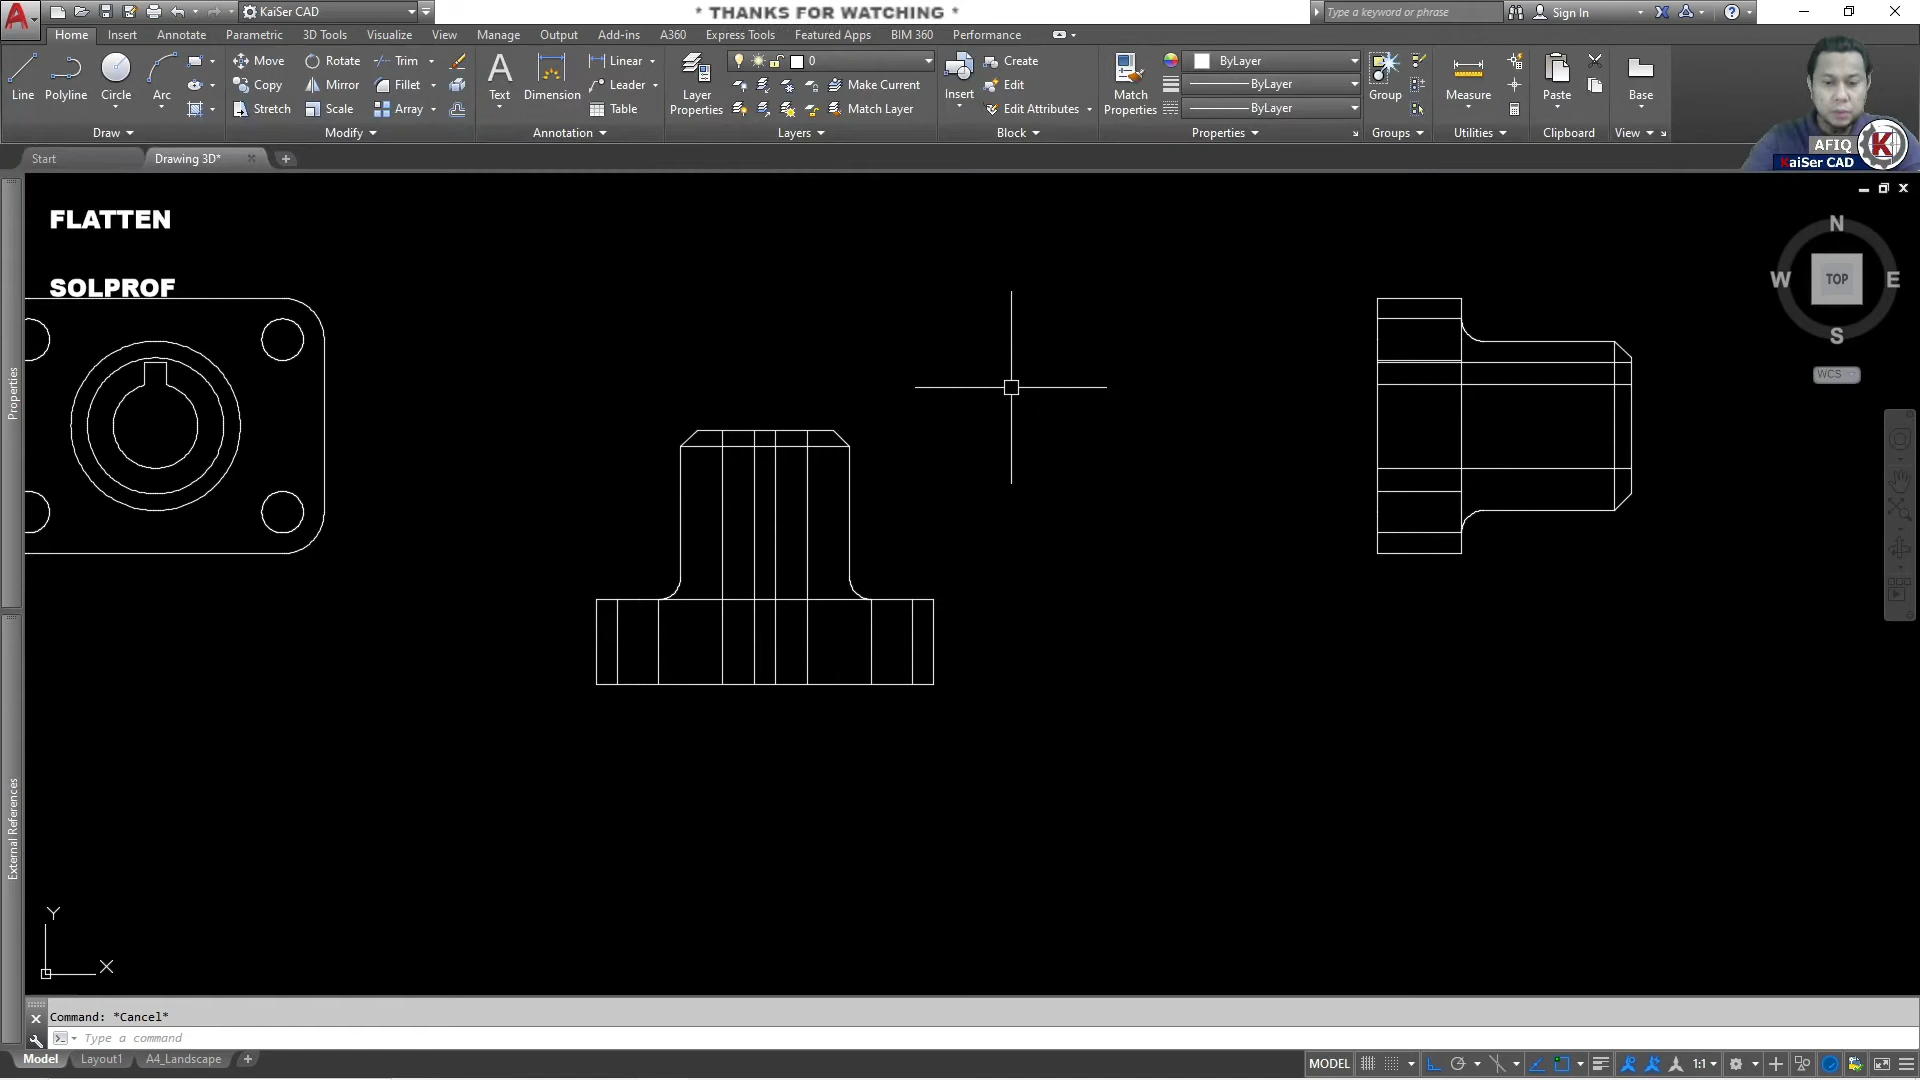 KaiSer CAD
* THANKS FOR WATCHING *
Type a keyword or phrase
Sign In
Home Insert Annotate Parametric 3D Tools Visualize View Manage Output Add-ins A360 Express Tools Featured Apps BIM 360 Performance
Line Polyline Circle Arc
Move Rotate Trim
Copy Mirror Fillet
Stretch Scale Array
Text Dimension
Linear
Leader
Table
Layer Properties
0
Make Current
Match Layer
Insert
Create
Edit
Edit Attributes
Match Properties
ByLayer
ByLayer
ByLayer
Group
Measure
Paste
Base
Draw Modify Annotation Layers Block Properties Groups Utilities Clipboard View
AFIQ
KaiSer CAD
K
Start Drawing 3D*
FLATTEN
SOLPROF
N
W TOP E
S
WCS
Properties
External References
Y
X
Command: *Cancel*
Type a command
Model Layout1 A4_Landscape
MODEL 1:1